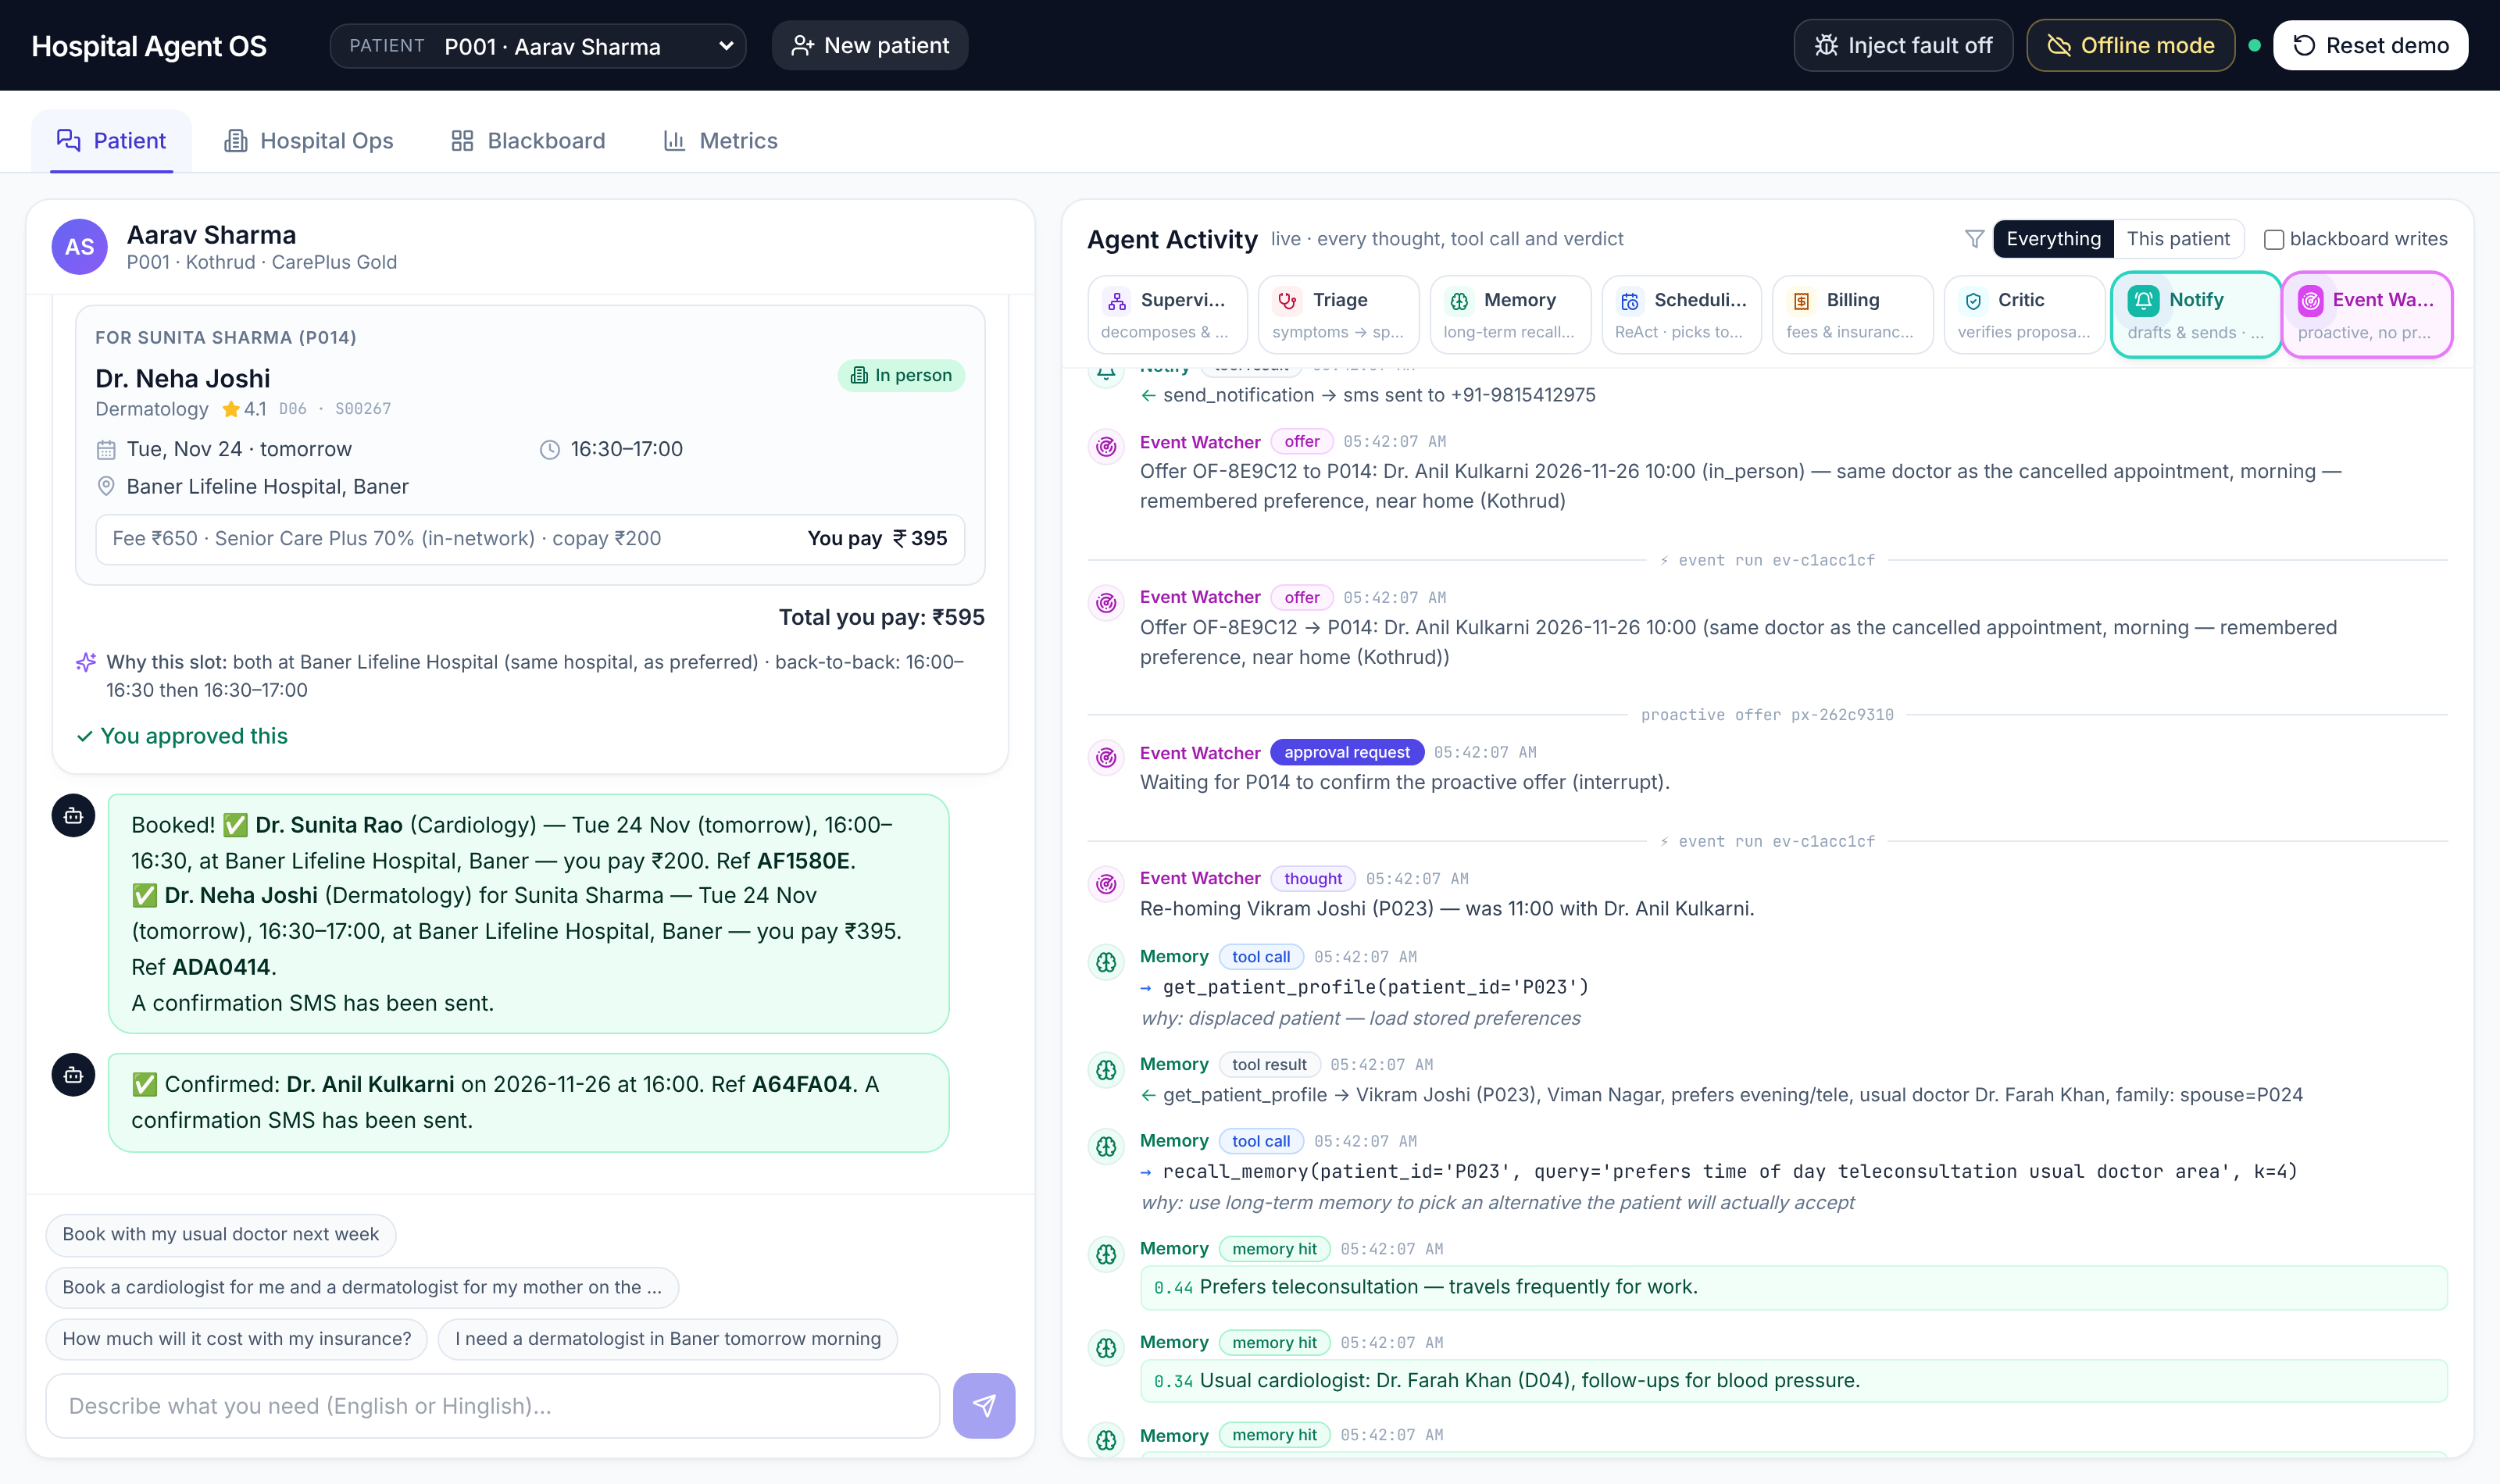 Hospital Agent OS
PATIENT P001 · Aarav Sharma
New patient
Inject fault off
Offline mode
Reset demo
Patient
Hospital Ops
Blackboard
Metrics
AS
Aarav Sharma
P001 · Kothrud · CarePlus Gold
FOR SUNITA SHARMA (P014)
Dr. Neha Joshi
In person
Dermatology ⭐ 4.1 D06 · S00267
Tue, Nov 24 · tomorrow
16:30–17:00
Baner Lifeline Hospital, Baner
Fee ₹650 · Senior Care Plus 70% (in-network) · copay ₹200
You pay ₹395
Total you pay: ₹595
Why this slot: both at Baner Lifeline Hospital (same hospital, as preferred) · back-to-back: 16:00–
16:30 then 16:30–17:00
✓ You approved this
Booked! ✅ Dr. Sunita Rao (Cardiology) — Tue 24 Nov (tomorrow), 16:00–
16:30, at Baner Lifeline Hospital, Baner — you pay ₹200. Ref AF1580E.
✅ Dr. Neha Joshi (Dermatology) for Sunita Sharma — Tue 24 Nov
(tomorrow), 16:30–17:00, at Baner Lifeline Hospital, Baner — you pay ₹395.
Ref ADA0414.
A confirmation SMS has been sent.
✅ Confirmed: Dr. Anil Kulkarni on 2026-11-26 at 16:00. Ref A64FA04. A
confirmation SMS has been sent.
Book with my usual doctor next week
Book a cardiologist for me and a dermatologist for my mother on the ...
How much will it cost with my insurance?
I need a dermatologist in Baner tomorrow morning
Describe what you need (English or Hinglish)...
Agent Activity live · every thought, tool call and verdict
Everything
This patient
blackboard writes
Supervi...
decomposes & ...
Triage
symptoms → sp...
Memory
long-term recall...
Scheduli...
ReAct · picks to...
Billing
fees & insuranc...
Critic
verifies proposa...
Notify
drafts & sends · ...
Event Wa...
proactive, no pr...
Notify tool result 05:42:07 AM
← send_notification → sms sent to +91-9815412975
Event Watcher offer 05:42:07 AM
Offer OF-8E9C12 to P014: Dr. Anil Kulkarni 2026-11-26 10:00 (in_person) — same doctor as the cancelled appointment, morning —
remembered preference, near home (Kothrud)
⚡ event run ev-c1acc1cf
Event Watcher offer 05:42:07 AM
Offer OF-8E9C12 → P014: Dr. Anil Kulkarni 2026-11-26 10:00 (same doctor as the cancelled appointment, morning — remembered
preference, near home (Kothrud))
proactive offer px-262c9310
Event Watcher approval request 05:42:07 AM
Waiting for P014 to confirm the proactive offer (interrupt).
⚡ event run ev-c1acc1cf
Event Watcher thought 05:42:07 AM
Re-homing Vikram Joshi (P023) — was 11:00 with Dr. Anil Kulkarni.
Memory tool call 05:42:07 AM
→ get_patient_profile(patient_id='P023')
why: displaced patient — load stored preferences
Memory tool result 05:42:07 AM
← get_patient_profile → Vikram Joshi (P023), Viman Nagar, prefers evening/tele, usual doctor Dr. Farah Khan, family: spouse=P024
Memory tool call 05:42:07 AM
→ recall_memory(patient_id='P023', query='prefers time of day teleconsultation usual doctor area', k=4)
why: use long-term memory to pick an alternative the patient will actually accept
Memory memory hit 05:42:07 AM
0.44 Prefers teleconsultation — travels frequently for work.
Memory memory hit 05:42:07 AM
0.34 Usual cardiologist: Dr. Farah Khan (D04), follow-ups for blood pressure.
Memory memory hit 05:42:07 AM